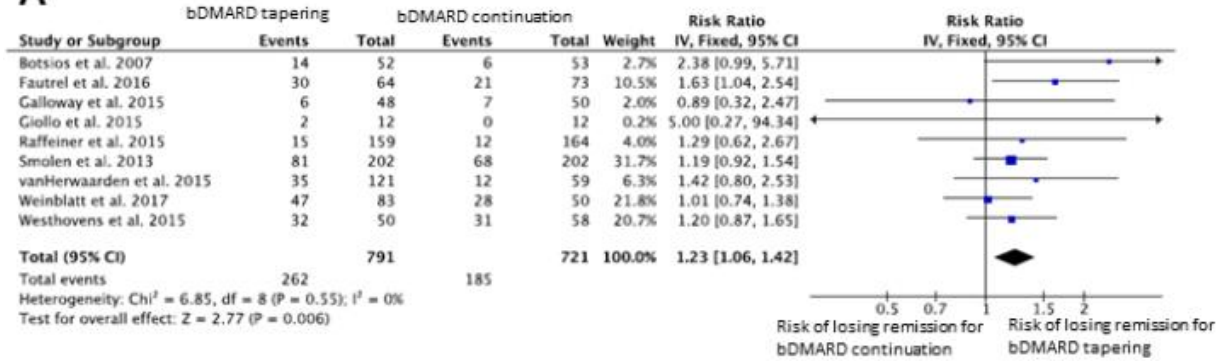 A
bDMARD tapering bDMARD continuation Risk Ratio Risk Ratio
Study or Subgroup Events Total Events Total Weight IV, Fixed, 95% CI IV, Fixed, 95% CI
Botsios et al. 2007 14 52 6 53 2.7% 2.38 [0.99, 5.71]
Fautrel et al. 2016 30 64 21 73 10.5% 1.63 [1.04, 2.54]
Galloway et al. 2015 6 48 7 50 2.0% 0.89 [0.32, 2.47]
Giollo et al. 2015 2 12 0 12 0.2% 5.00 [0.27, 94.34]
Raffeiner et al. 2015 15 159 12 164 4.0% 1.29 [0.62, 2.67]
Smolen et al. 2013 81 202 68 202 31.7% 1.19 [0.92, 1.54]
vanHerwaarden et al. 2015 35 121 12 59 6.3% 1.42 [0.80, 2.53]
Weinblatt et al. 2017 47 83 28 50 21.8% 1.01 [0.74, 1.38]
Westhovens et al. 2015 32 50 31 58 20.7% 1.20 [0.87, 1.65]
Total (95% CI) 791 721 100.0% 1.23 [1.06, 1.42]
Total events 262 185
Heterogeneity: Chi² = 6.85, df = 8 (P = 0.55); I² = 0%
Test for overall effect: Z = 2.77 (P = 0.006)
0.5 0.7 1 1.5 2
Risk of losing remission for bDMARD continuation
Risk of losing remission for bDMARD tapering